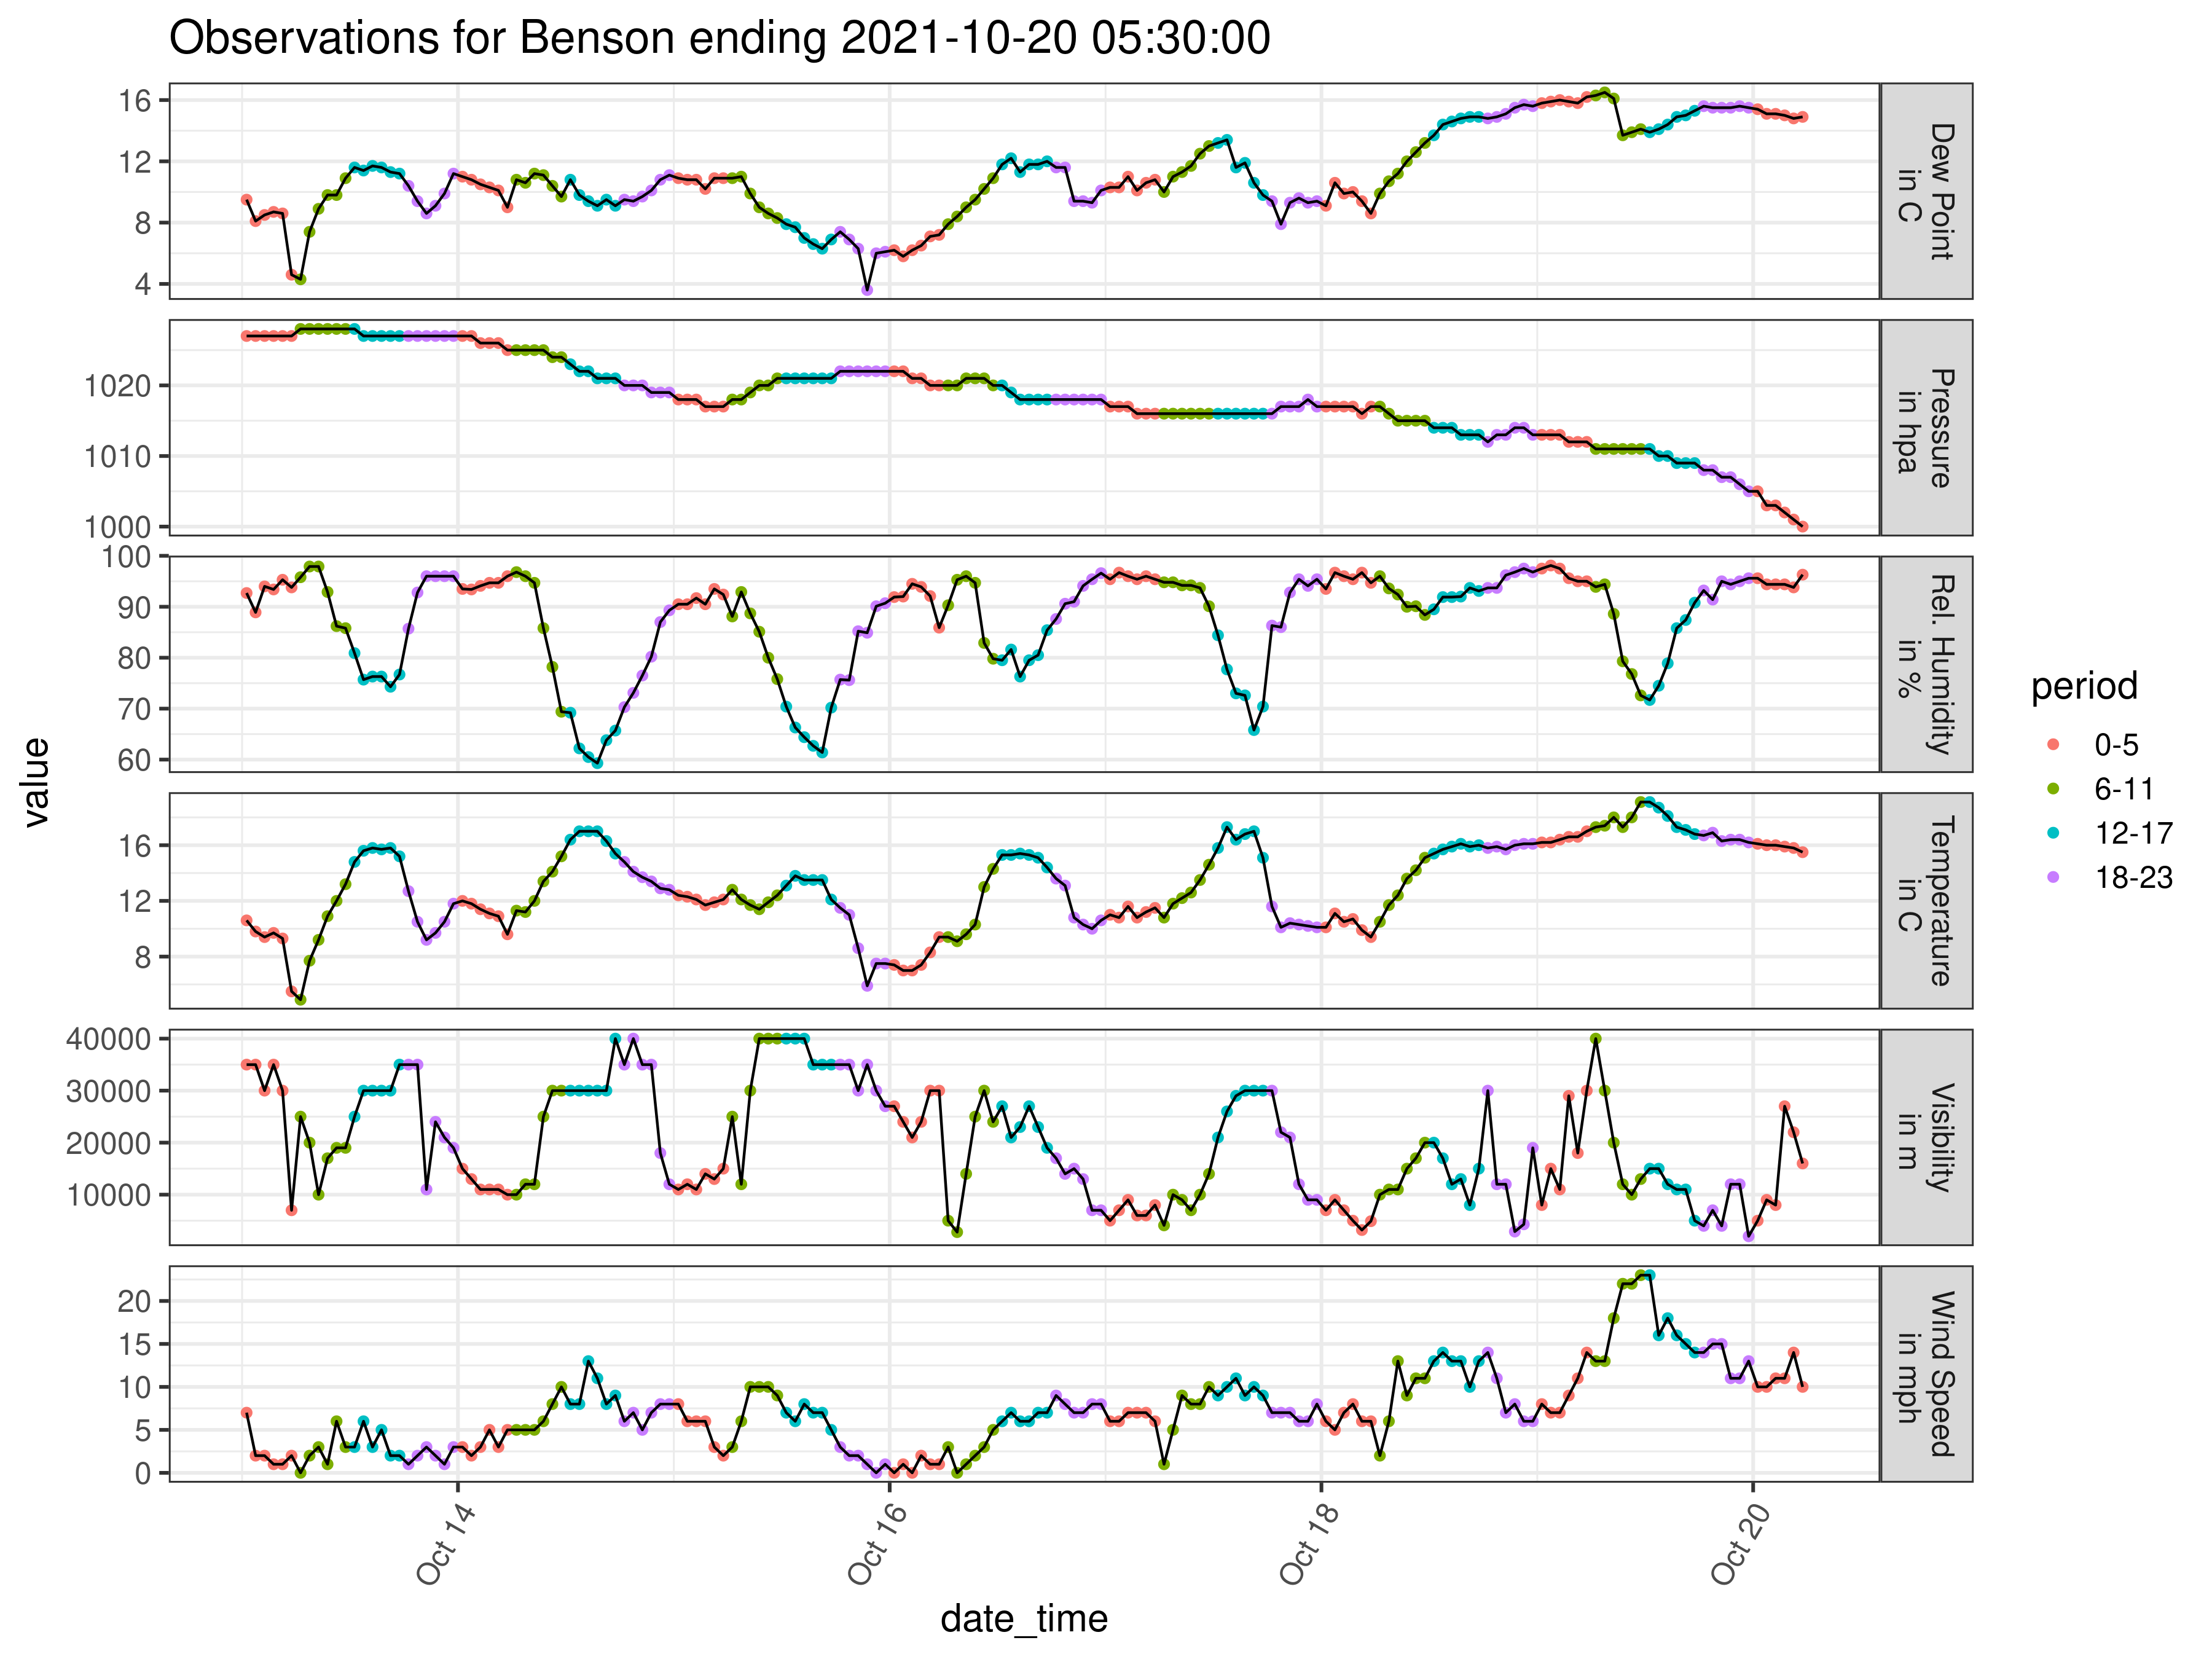 Observations for Benson ending 2021-10-20 05:30:00
value
16
12
8
4
Dew Point
in C
1020
1010
1000
Pressure
in hpa
100
90
80
70
60
Rel. Humidity
in %
16
12
8
Temperature
in C
40000
30000
20000
10000
Visibility
in m
20
15
10
5
0
Wind Speed
in mph
Oct 14
Oct 16
Oct 18
Oct 20
date_time
period
0-5
6-11
12-17
18-23